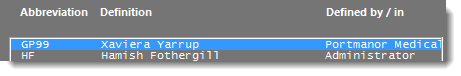 Abbreviation Definition Defined by / in
GP99 Xaviera Yarrup Portmanor Medical
HF Hamish Fothergill Administrator